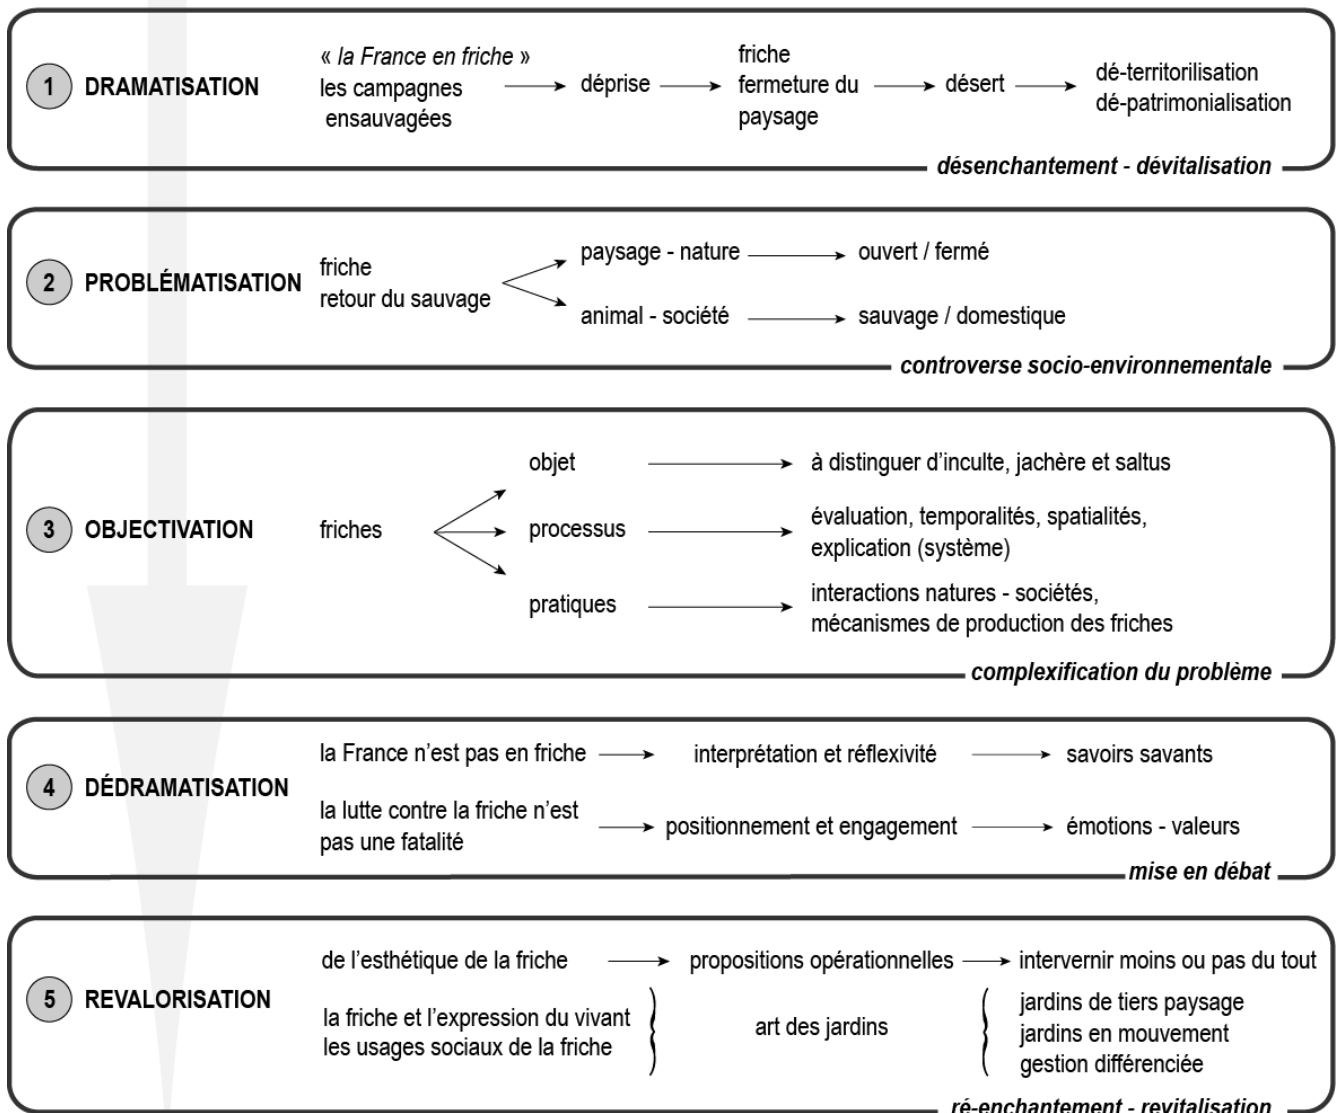 1 DRAMATISATION
« la France en friche »
les campagnes
ensauvagées
déprise
friche
fermeture du
paysage
désert
dé-territorilisation
dé-patrimonialisation
désenchantement - dévitalisation
2 PROBLÉMATISATION
friche
retour du sauvage
paysage - nature
ouvert / fermé
animal - société
sauvage / domestique
controverse socio-environnementale
3 OBJECTIVATION
friches
objet
à distinguer d’inculte, jachère et saltus
processus
évaluation, temporalités, spatialités,
explication (système)
pratiques
interactions natures - sociétés,
mécanismes de production des friches
complexification du problème
4 DÉDRAMATISATION
la France n’est pas en friche
interprétation et réflexivité
savoirs savants
la lutte contre la friche n’est
pas une fatalité
positionnement et engagement
émotions - valeurs
mise en débat
5 REVALORISATION
de l’esthétique de la friche
propositions opérationnelles
intervenir moins ou pas du tout
la friche et l’expression du vivant
les usages sociaux de la friche
art des jardins
jardins de tiers paysage
jardins en mouvement
gestion différenciée
ré-enchantement - revitalisation